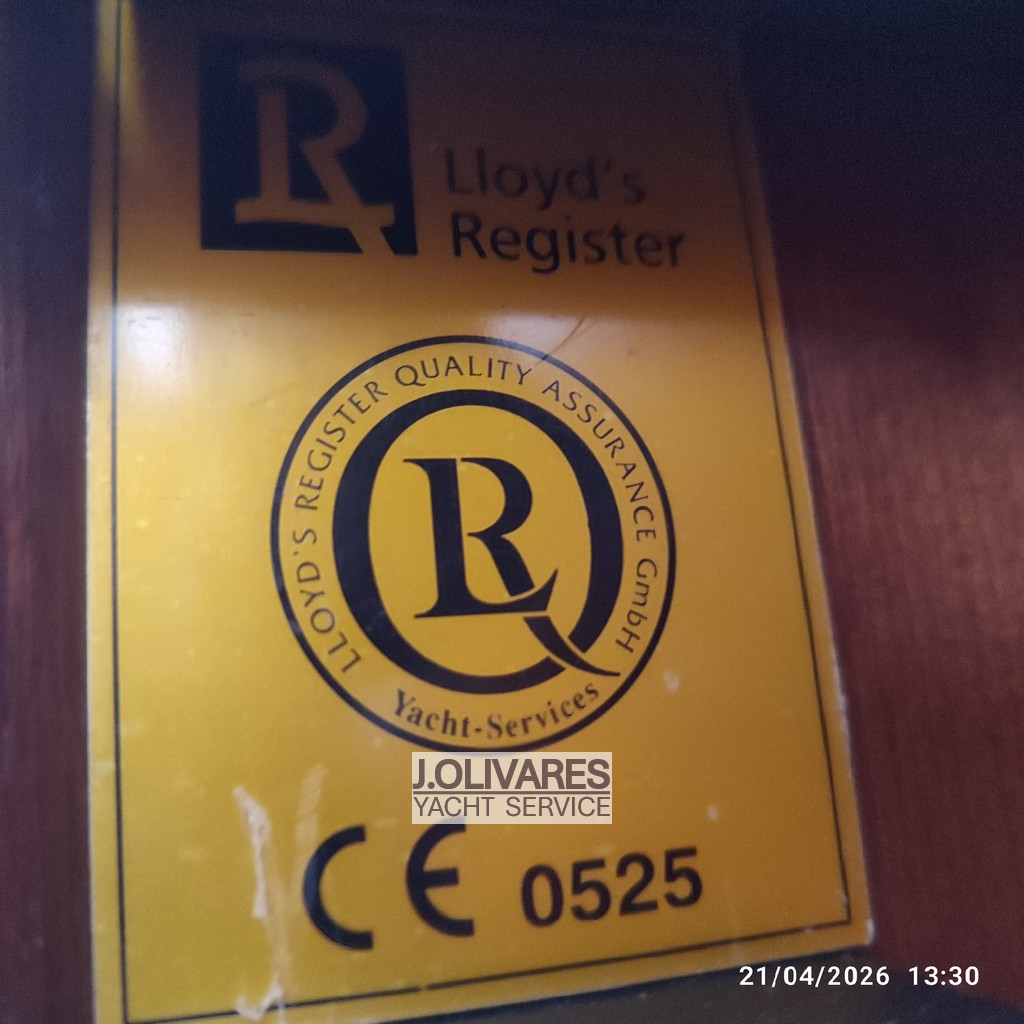 LR
Lloyd's
Register
LLOYD'S REGISTER QUALITY ASSURANCE GmbH
LRQ
Yacht-Services
J.OLIVARES
YACHT SERVICE
CE 0525
21/04/2026 13:30